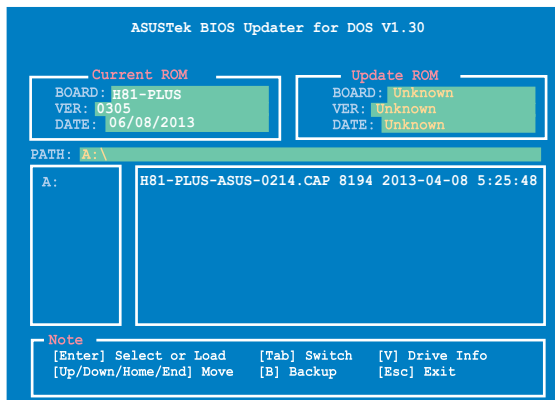 ASUSTek BIOS Updater for DOS V1.30
Current ROM
BOARD: H81-PLUS
VER: 0305
DATE: 06/08/2013
Update ROM
BOARD: Unknown
VER: Unknown
DATE: Unknown
PATH: A:\
A:
H81-PLUS-ASUS-0214.CAP 8194 2013-04-08 5:25:48
Note
[Enter] Select or Load [Tab] Switch [V] Drive Info
[Up/Down/Home/End] Move [B] Backup [Esc] Exit